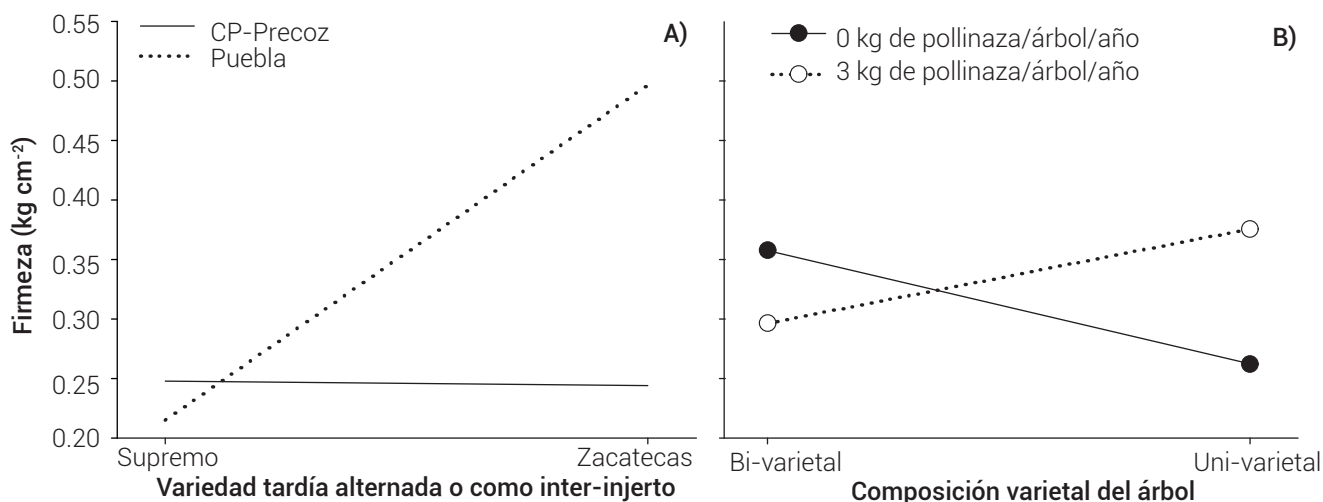 0.55
0.50
0.45
0.40
0.35
0.30
0.25
0.20
Firmeza (kg cm⁻²)
CP-Precoz
Puebla
A)
Supremo
Zacatecas
Variedad tardía alternada o como inter-injerto
0 kg de pollinaza/árbol/año
3 kg de pollinaza/árbol/año
B)
Bi-varietal
Uni-varietal
Composición varietal del árbol